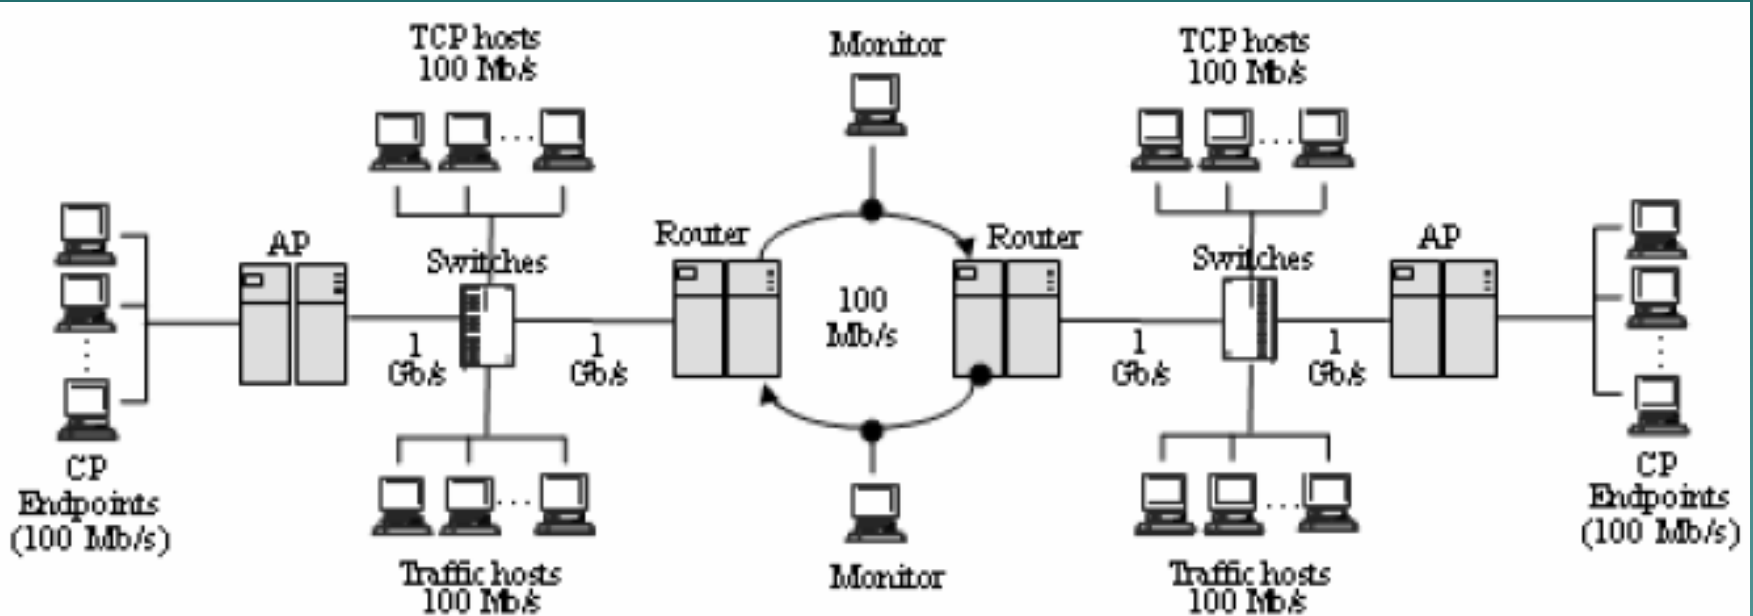 TCP hosts
100 Mb/s
Monitor
TCP hosts
100 Mb/s
AP
Switches
Router
Router
Switches
AP
100
Mb/s
1
Gb/s
1
Gb/s
1
Gb/s
1
Gb/s
CP
Endpoints
(100 Mb/s)
CP
Endpoints
(100 Mb/s)
Traffic hosts
100 Mb/s
Monitor
Traffic hosts
100 Mb/s